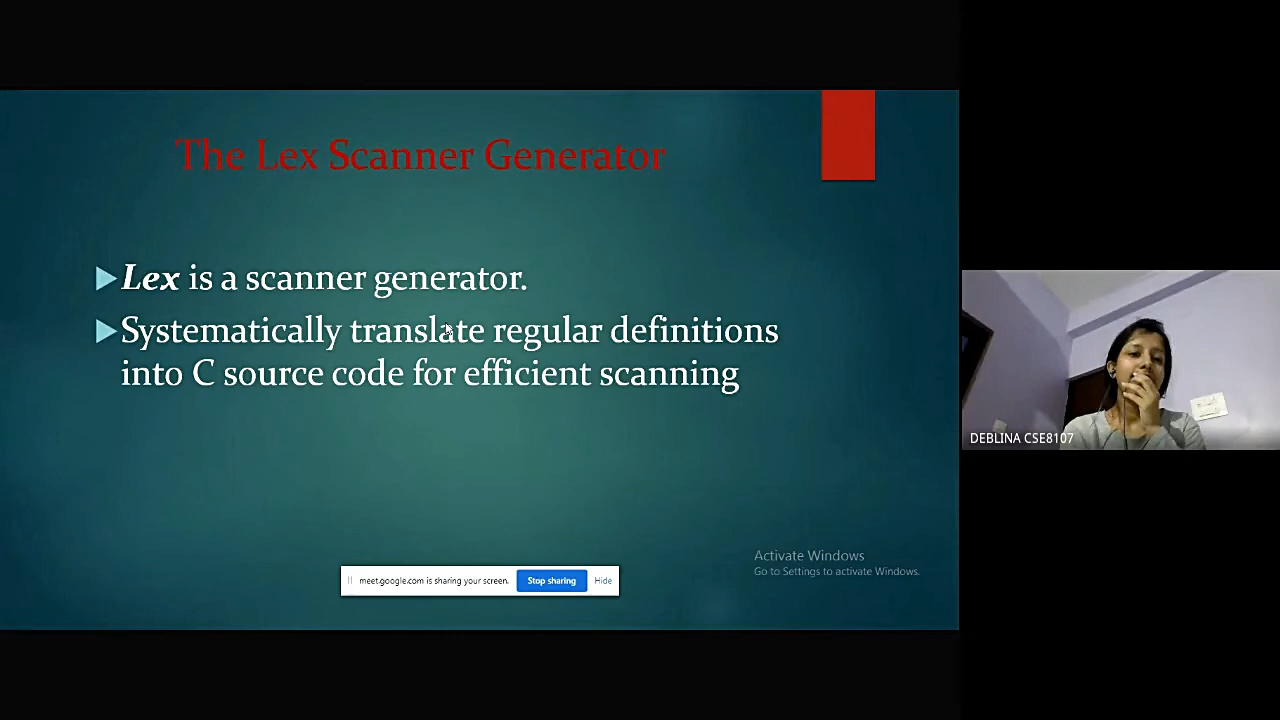 The Lex Scanner Generator
Lex is a scanner generator.
Systematically translate regular definitions
into C source code for efficient scanning
DEBLINA CSE8107
Activate Windows
Go to Settings to activate Windows.
meet.google.com is sharing your screen. Stop sharing Hide